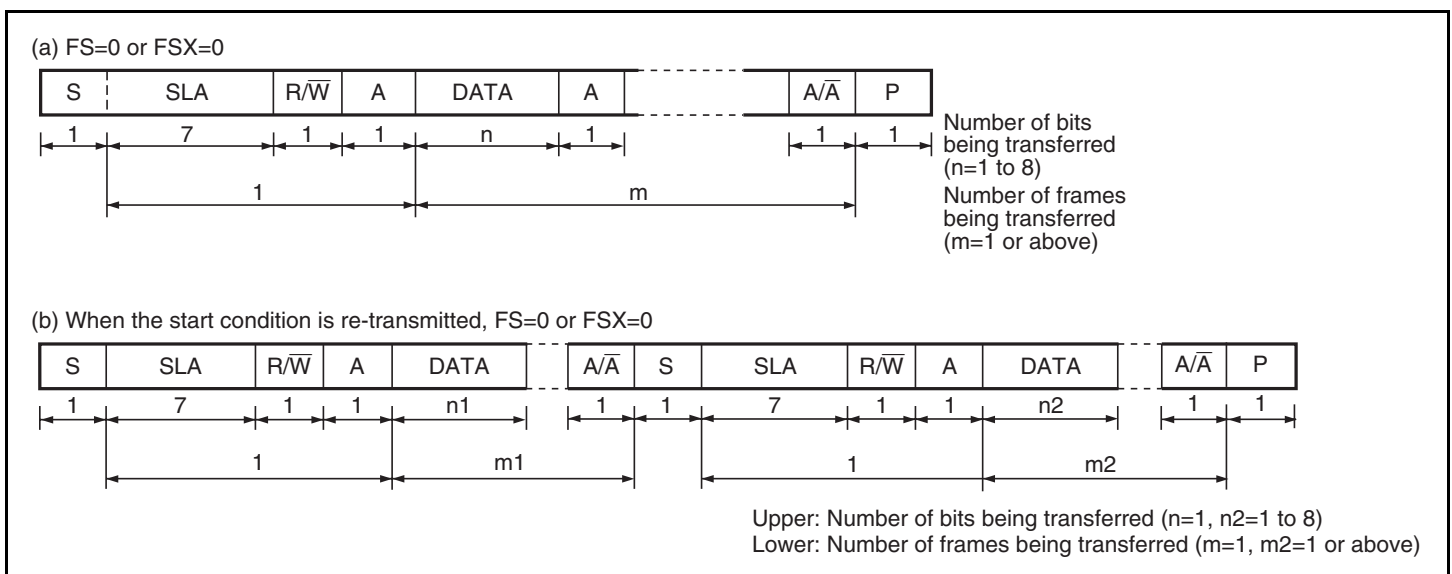 (a) FS=0 or FSX=0
S SLA R/W̅ A DATA A A/A̅ P
1 7 1 1 n 1 1 1
Number of bits
being transferred
(n=1 to 8)
1 m
Number of frames
being transferred
(m=1 or above)
(b) When the start condition is re-transmitted, FS=0 or FSX=0
S SLA R/W̅ A DATA A/A̅ S SLA R/W̅ A DATA A/A̅ P
1 7 1 1 n1 1 1 7 1 1 n2 1 1
1 m1 1 m2
Upper: Number of bits being transferred (n=1, n2=1 to 8)
Lower: Number of frames being transferred (m=1, m2=1 or above)